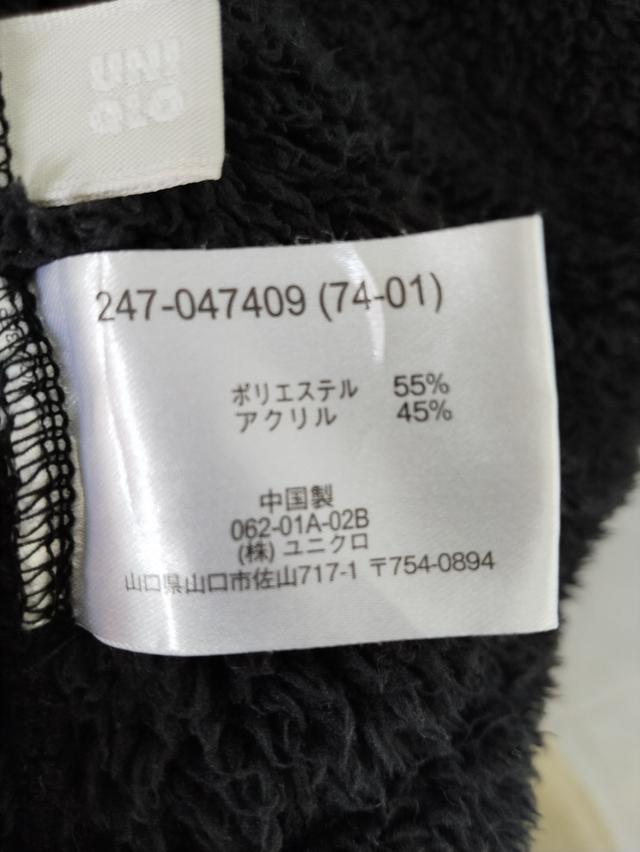 UNI
QLO
247-047409 (74-01)
ポリエステル 55%
アクリル 45%
中国製
062-01A-02B
(株) ユニクロ
山口県山口市佐山717-1 〒754-0894